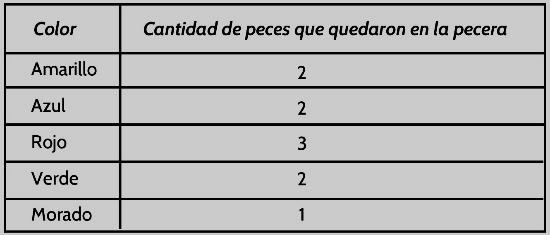 Color Cantidad de peces que quedaron en la pecera
Amarillo 2
Azul 2
Rojo 3
Verde 2
Morado 1